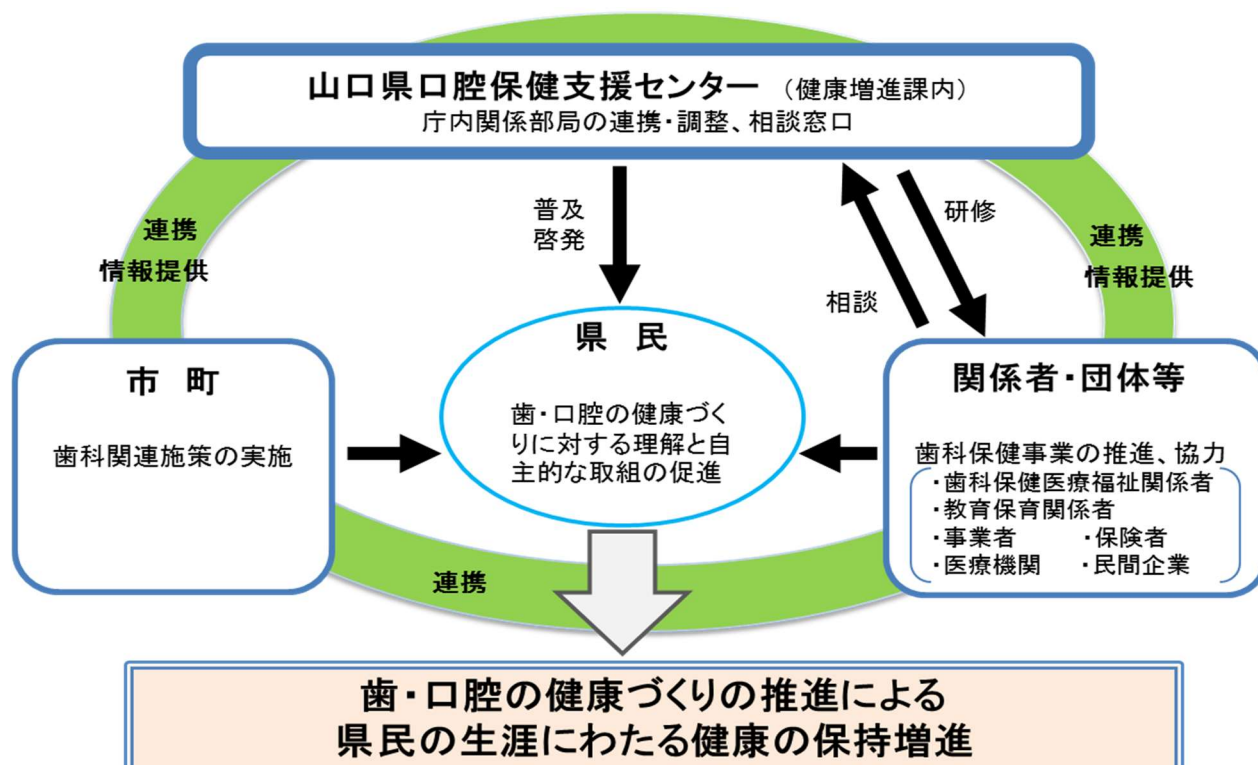 山口県口腔保健支援センター （健康増進課内）
庁内関係部局の連携・調整、相談窓口
連携
情報提供
普及
啓発
相談
研修
連携
情報提供
市 町
歯科関連施策の実施
県 民
歯・口腔の健康づく
りに対する理解と自
主的な取組の促進
関係者・団体等
歯科保健事業の推進、協力
・歯科保健医療福祉関係者
・教育保育関係者
・事業者 ・保険者
・医療機関 ・民間企業
連携
歯・口腔の健康づくりの推進による
県民の生涯にわたる健康の保持増進